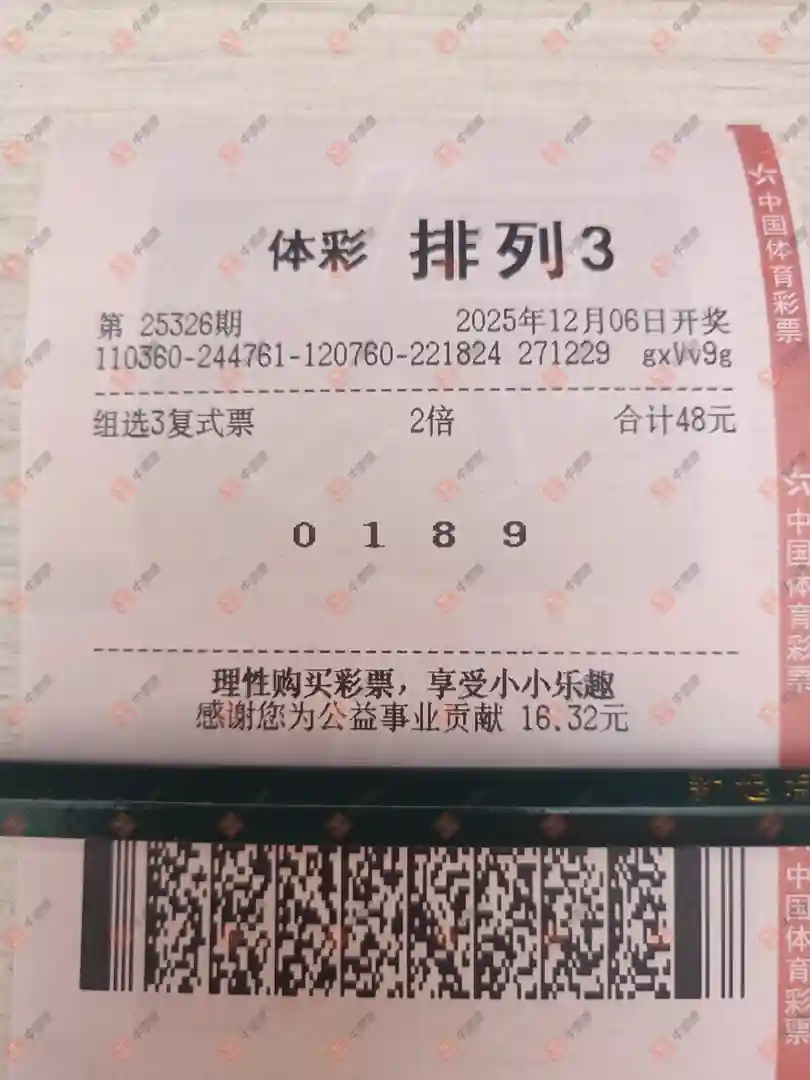 体彩 排列3
第 25326期 2025年12月06日开奖
110360-244761-120760-221824 271229 gxVv9g
组选3复式票 2倍 合计48元
0 1 8 9
理性购买彩票，享受小小乐趣
感谢您为公益事业贡献 16.32元
中国体育彩票
中国体育彩票
中国体育彩票